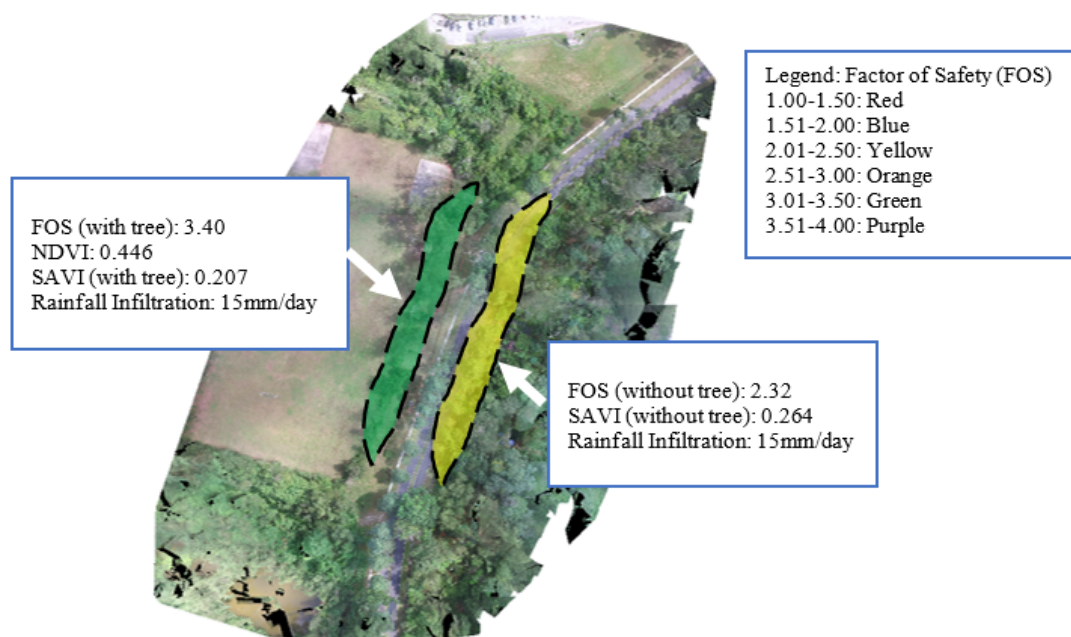 Legend: Factor of Safety (FOS)
1.00-1.50: Red
1.51-2.00: Blue
2.01-2.50: Yellow
2.51-3.00: Orange
3.01-3.50: Green
3.51-4.00: Purple
FOS (with tree): 3.40
NDVI: 0.446
SAVI (with tree): 0.207
Rainfall Infiltration: 15mm/day
FOS (without tree): 2.32
SAVI (without tree): 0.264
Rainfall Infiltration: 15mm/day